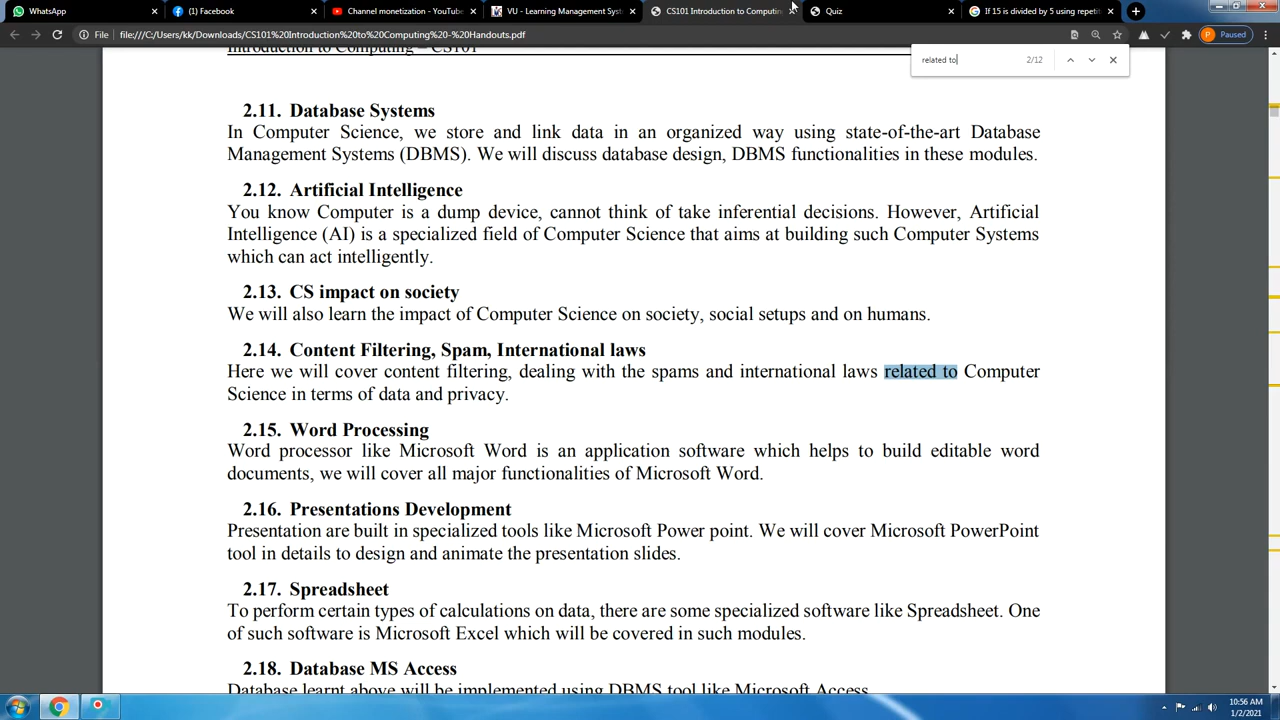 WhatsApp
(1) Facebook
Channel monetization - YouTube
VU - Learning Management Syst
CS101 Introduction to Computing
Quiz
If 15 is divided by 5 using repetiti
File
file:///C:/Users/kk/Downloads/CS101%20Introduction%20to%20Computing%20-%20Handouts.pdf
P Paused
related to
2/12
Introduction to Computing – CS101
2.11. Database Systems
In Computer Science, we store and link data in an organized way using state-of-the-art Database
Management Systems (DBMS). We will discuss database design, DBMS functionalities in these modules.
2.12. Artificial Intelligence
You know Computer is a dump device, cannot think of take inferential decisions. However, Artificial
Intelligence (AI) is a specialized field of Computer Science that aims at building such Computer Systems
which can act intelligently.
2.13. CS impact on society
We will also learn the impact of Computer Science on society, social setups and on humans.
2.14. Content Filtering, Spam, International laws
Here we will cover content filtering, dealing with the spams and international laws related to Computer
Science in terms of data and privacy.
2.15. Word Processing
Word processor like Microsoft Word is an application software which helps to build editable word
documents, we will cover all major functionalities of Microsoft Word.
2.16. Presentations Development
Presentation are built in specialized tools like Microsoft Power point. We will cover Microsoft PowerPoint
tool in details to design and animate the presentation slides.
2.17. Spreadsheet
To perform certain types of calculations on data, there are some specialized software like Spreadsheet. One
of such software is Microsoft Excel which will be covered in such modules.
2.18. Database MS Access
Database learnt above will be implemented using DBMS tool like Microsoft Access
10:56 AM
1/2/2021